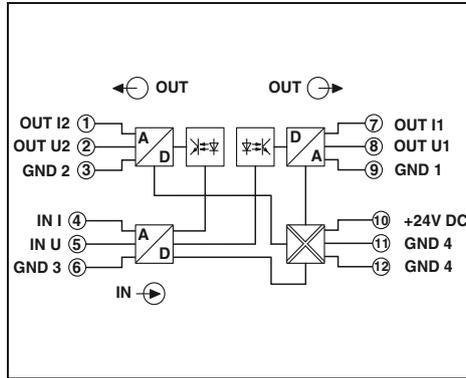 OUT OUT
OUT I2 1 A D D A 7 OUT I1
OUT U2 2 8 OUT U1
GND 2 3 9 GND 1
IN I 4 A D 10 +24V DC
IN U 5 11 GND 4
GND 3 6 12 GND 4
IN